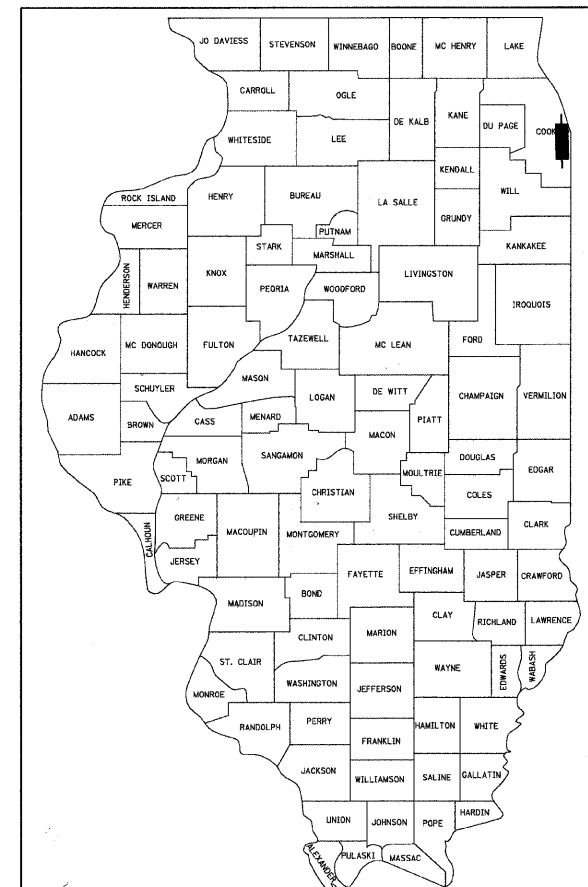 JO DAVIESS
STEVENSON
WINNEBAGO
BOONE
MC HENRY
LAKE
CARROLL
OGLE
DE KALB
KANE
DU PAGE
COOK
WHITESIDE
LEE
KENDALL
WILL
ROCK ISLAND
HENRY
BUREAU
LA SALLE
GRUNDY
MERCER
PUTNAM
STARK
MARSHALL
KANKAKEE
HENDERSON
WARREN
KNOX
PEORIA
WOODFORD
LIVINGSTON
IROQUOIS
HANCOCK
MC DONOUGH
FULTON
TAZEWELL
MC LEAN
FORD
SCHUYLER
MASON
LOGAN
DE WITT
CHAMPAIGN
VERMILION
ADAMS
BROWN
CASS
MENARD
PIATT
MACON
PIKE
SCOTT
MORGAN
SANGAMON
MOULTRIE
DOUGLAS
EDGAR
COLES
CHRISTIAN
CALHOUN
GREENE
MACOUPIN
MONTGOMERY
SHELBY
CUMBERLAND
CLARK
JERSEY
FAYETTE
EFFINGHAM
JASPER
CRAWFORD
MADISON
BOND
CLAY
RICHLAND
LAWRENCE
CLINTON
MARION
ST. CLAIR
WAYNE
EDWARDS
WABASH
WASHINGTON
JEFFERSON
MONROE
RANDOLPH
PERRY
HAMILTON
WHITE
FRANKLIN
JACKSON
WILLIAMSON
SALINE
GALLATIN
UNION
JOHNSON
POPE
HARDIN
ALEXANDER
PULASKI
MASSAC